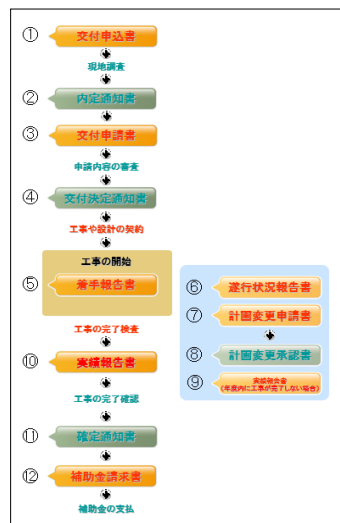 ① 交付申込書
現地調査
② 内定通知書
③ 交付申請書
申請内容の審査
④ 交付決定通知書
工事や設計の契約
工事の開始
⑤ 着手報告書
工事の完了検査
⑩ 実績報告書
工事の完了確認
⑪ 確定通知書
⑫ 補助金請求書
補助金の支払
⑥ 遂行状況報告書
⑦ 計画変更申請書
⑧ 計画変更承認書
⑨ 実績報告書
(年度内に工事が完了しない場合)